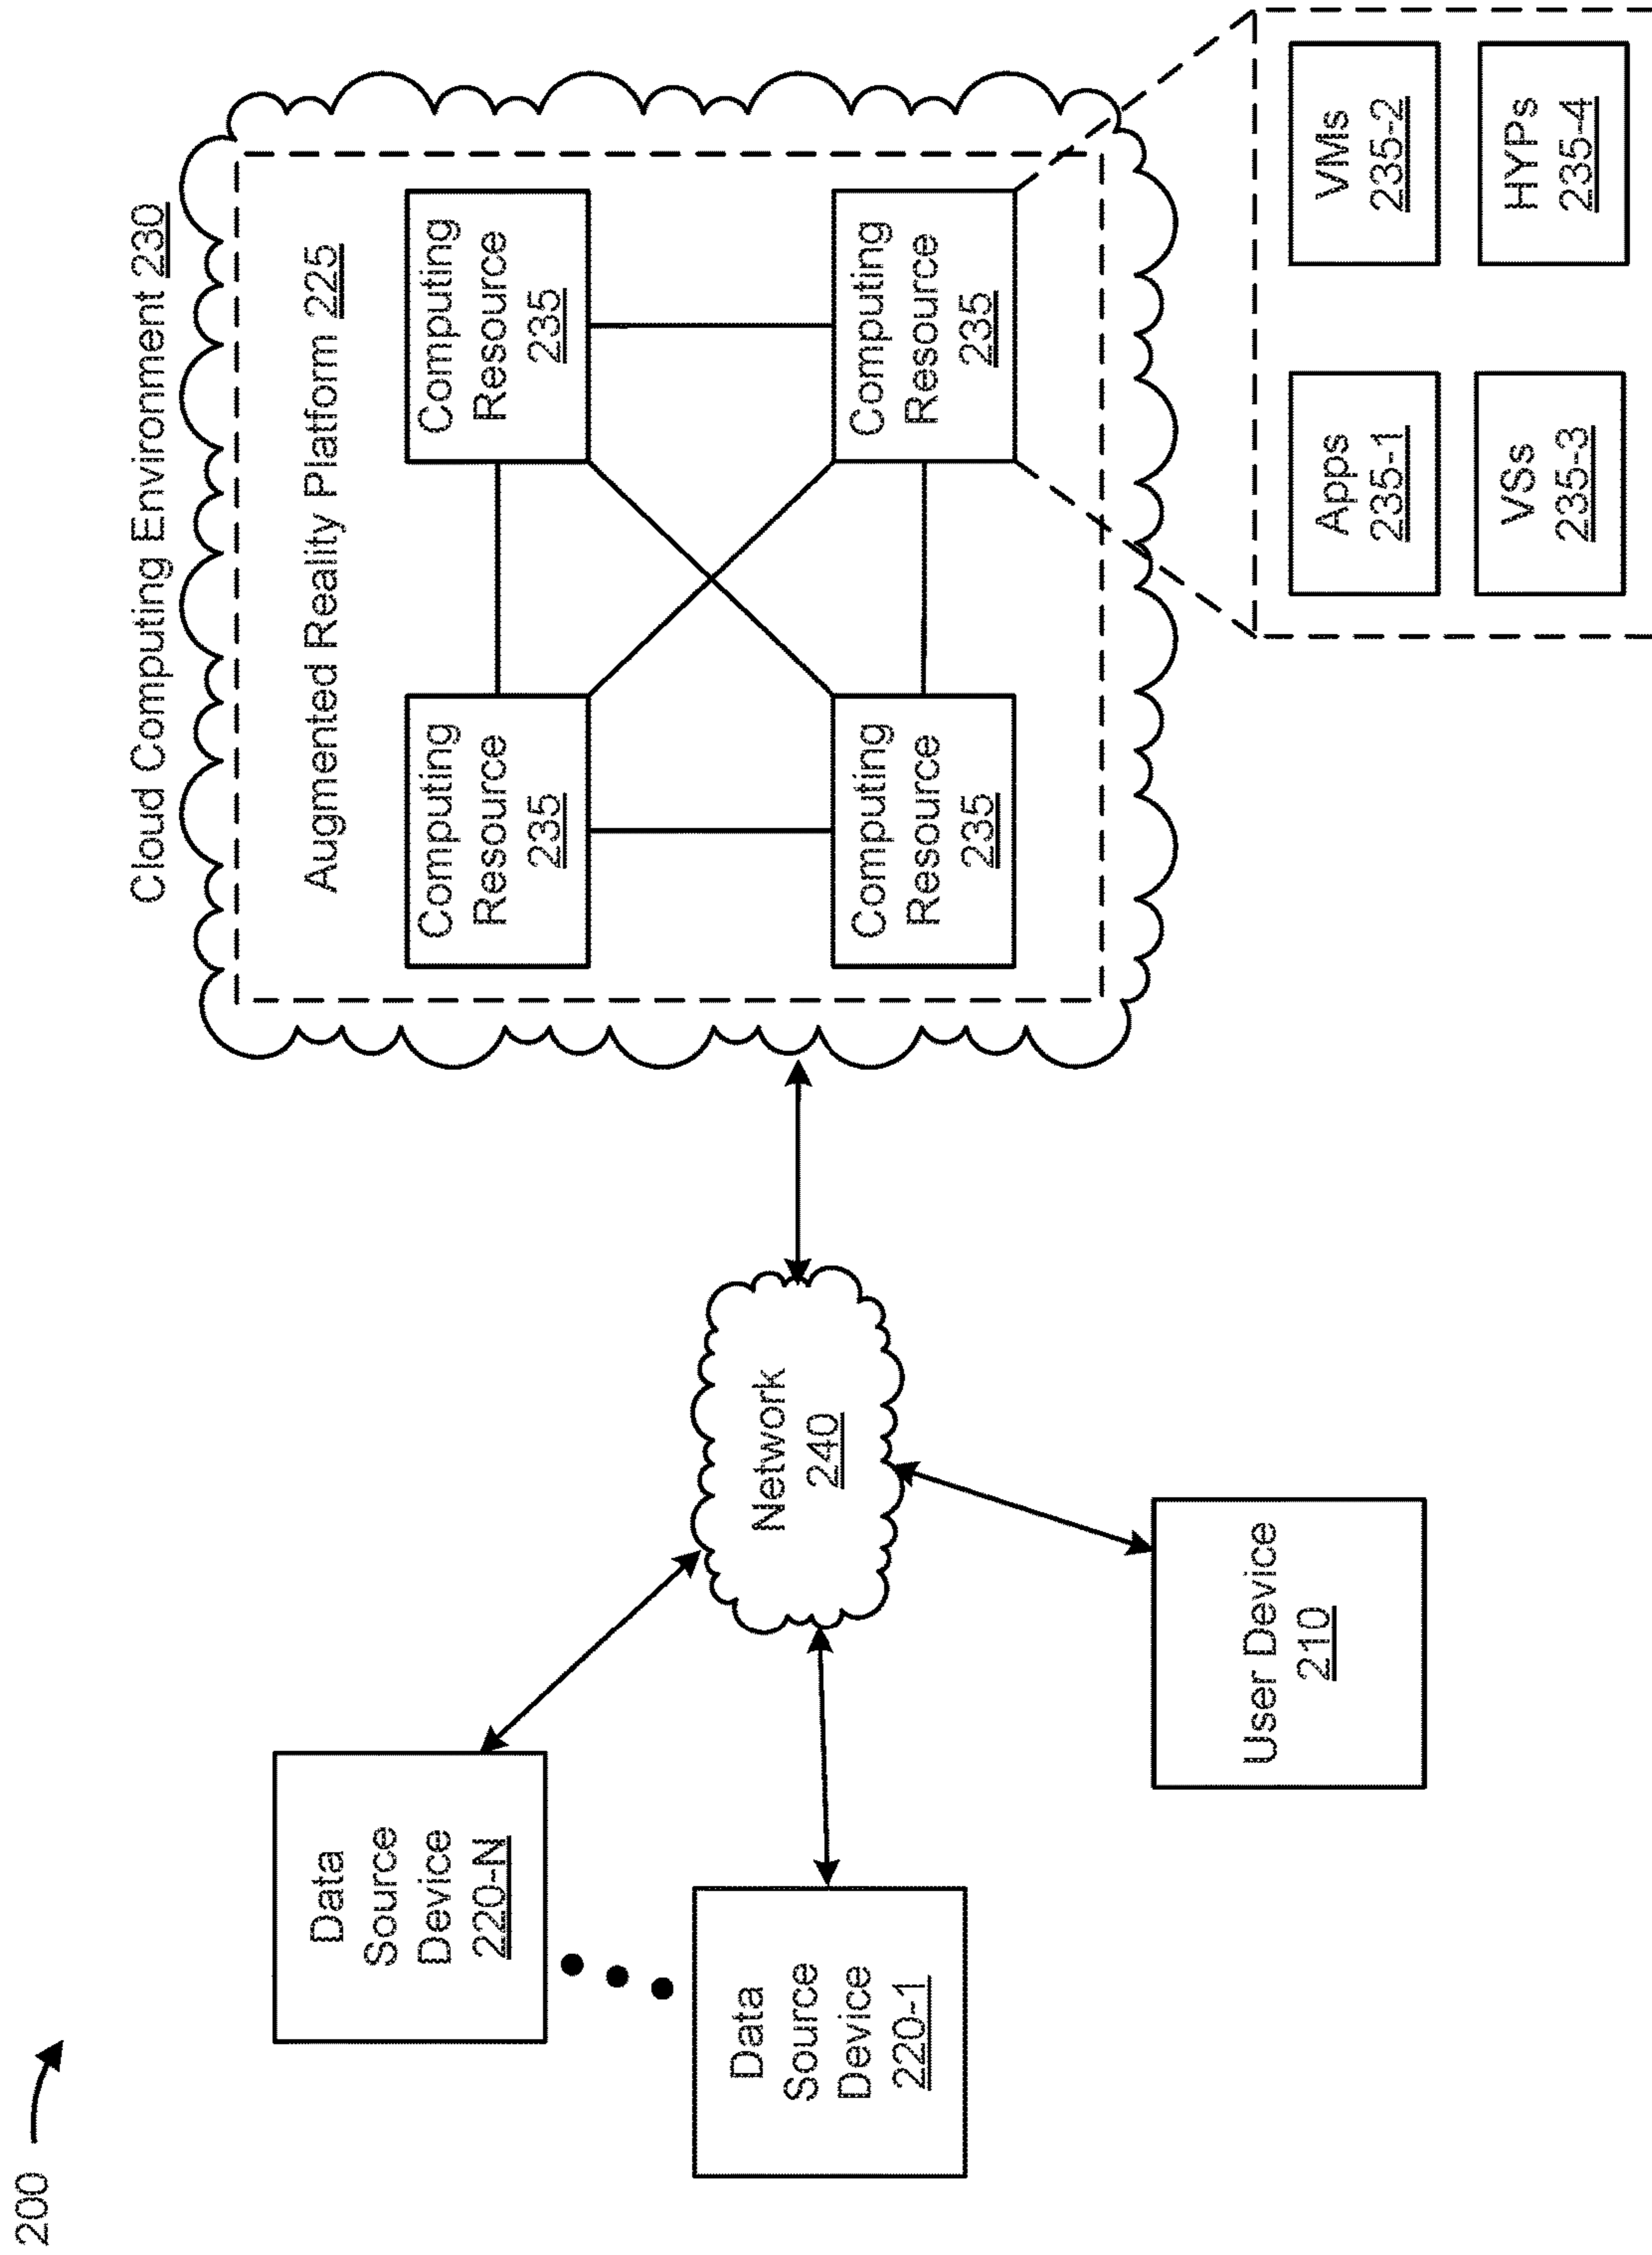 200
Cloud Computing Environment 230
Augmented Reality Platform 225
Computing
Resource
235
Computing
Resource
235
Computing
Resource
235
Computing
Resource
235
Data
Source
Device
220-N
Data
Source
Device
220-1
Network
240
User Device
210
Apps
235-1
VMs
235-2
VSs
235-3
HYPs
235-4